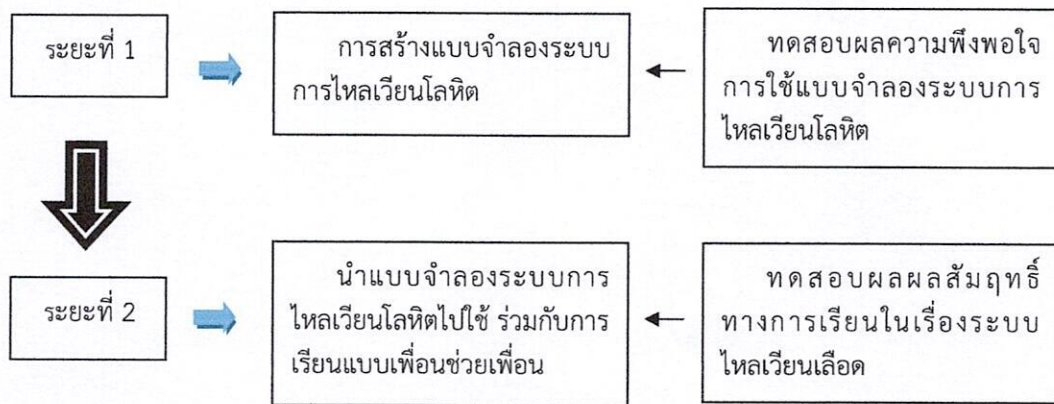 ระยะที่ 1
การสร้างแบบจำลองระบบ
การไหลเวียนโลหิต
ทดสอบผลความพึงพอใจ
การใช้แบบจำลองระบบการ
ไหลเวียนโลหิต
ระยะที่ 2
นำแบบจำลองระบบการ
ไหลเวียนโลหิตไปใช้ ร่วมกับการ
เรียนแบบเพื่อนช่วยเพื่อน
ทดสอบผลผลสัมฤทธิ์
ทางการเรียนในเรื่องระบบ
ไหลเวียนเลือด